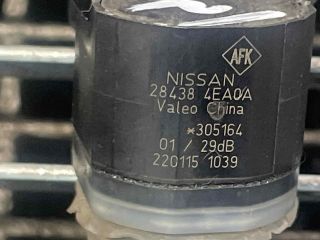 AFK
NISSAN
28438 4EA0A
Valeo China
*305164
01 / 29dB
220115 1039